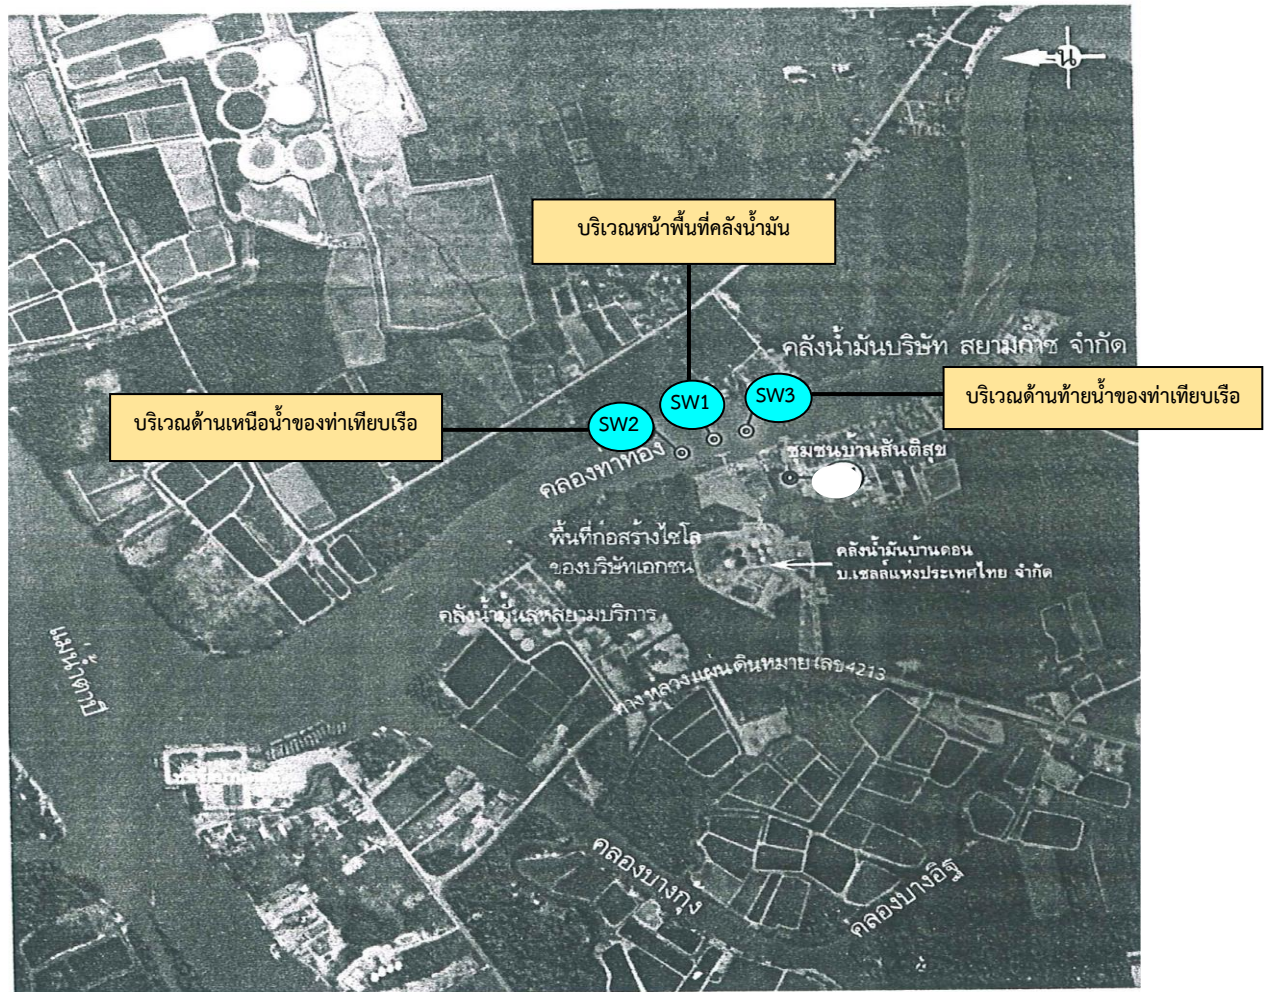 น
บริเวณหน้าพื้นที่คลังน้ำมัน
คลังน้ำมันบริษัท สยามก๊าซ จำกัด
บริเวณด้านเหนือน้ำของท่าเทียบเรือ
SW2
SW1
SW3
บริเวณด้านท้ายน้ำของท่าเทียบเรือ
คลองท่าทอง
ชุมชนบ้านสันติสุข
พื้นที่ก่อสร้างไซโล
ของบริษัทเอกชน
คลังน้ำมันบ้านดอน
บ.เชลล์แห่งประเทศไทย จำกัด
คลังน้ำมันสหสยามบริการ
แม่น้ำตาปี
ทางหลวงแผ่นดินหมายเลข4213
คลองบางกุ้ง
คลองบางอิฐ